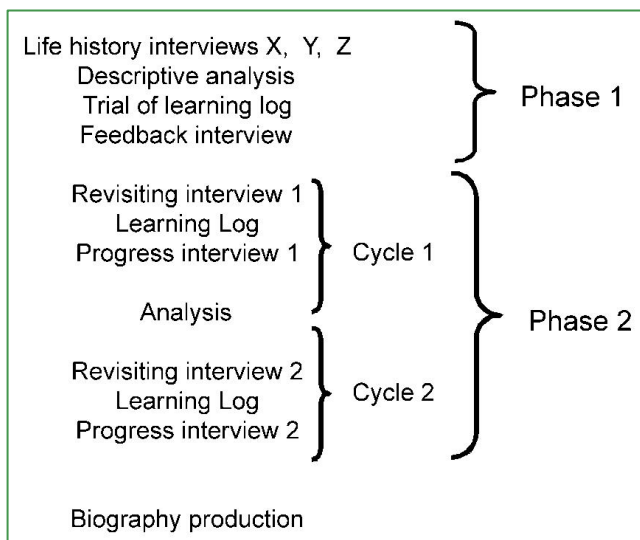 Life history interviews X, Y, Z
Descriptive analysis
Trial of learning log
Feedback interview
Phase 1
Revisiting interview 1
Learning Log
Progress interview 1
Cycle 1
Analysis
Phase 2
Revisiting interview 2
Learning Log
Progress interview 2
Cycle 2
Biography production